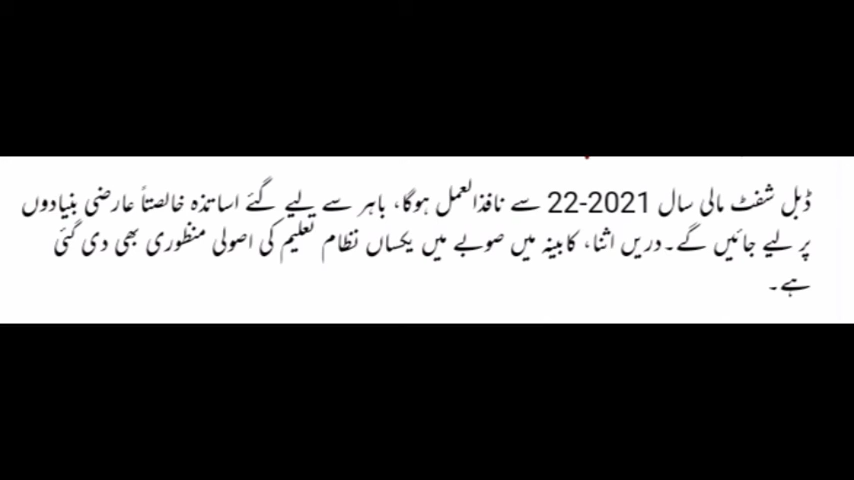 ڈبل شفٹ مالی سال 2021-22 سے نافذالعمل ہوگا، باہر سے لیے گئے اساتذہ خالصتاً عارضی بنیادوں
پر لیے جائیں گے۔ دریں اثنا، کابینہ میں صوبے میں یکساں نظام تعلیم کی اصولی منظوری بھی دی گئی
ہے۔